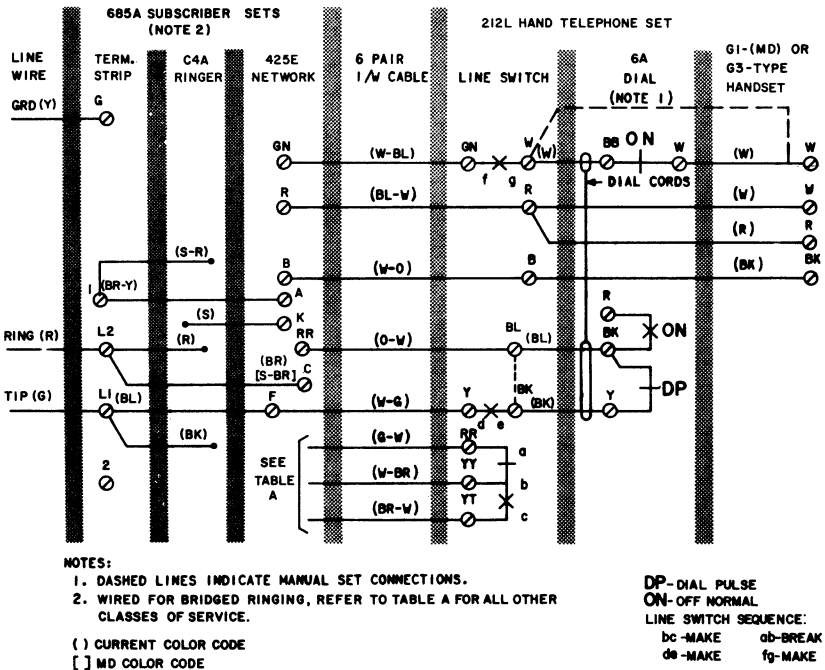 685A SUBSCRIBER SETS
(NOTE 2)
212L HAND TELEPHONE SET
LINE
WIRE
TERM.
STRIP
C4A
RINGER
425E
NETWORK
6 PAIR
I/W CABLE
LINE SWITCH
6A
DIAL
(NOTE 1)
G1-(MD) OR
G3-TYPE
HANDSET
GRD (Y)
G
GN
(W-BL)
GN
f
g
W
(W)
BB
ON
W
(W)
W
DIAL CORDS
R
(BL-W)
R
(W)
W
(R)
R
(S-R)
B
(W-O)
B
(BK)
BK
1
(BR-Y)
A
(S)
K
R
ON
RING (R)
L2
(R)
RR
(O-W)
BL
(BL)
BK
(BR)
[S-BR]
C
DP
TIP (G)
L1
(BL)
F
(W-G)
Y
d
e
BK
(BK)
Y
(BK)
(G-W)
RR
a
2
SEE
TABLE
A
(W-BR)
YY
b
(BR-W)
YT
c
NOTES:
1. DASHED LINES INDICATE MANUAL SET CONNECTIONS.
2. WIRED FOR BRIDGED RINGING, REFER TO TABLE A FOR ALL OTHER
CLASSES OF SERVICE.
( ) CURRENT COLOR CODE
[ ] MD COLOR CODE
DP-DIAL PULSE
ON-OFF NORMAL
LINE SWITCH SEQUENCE:
bc-MAKE ab-BREAK
de-MAKE fg-MAKE